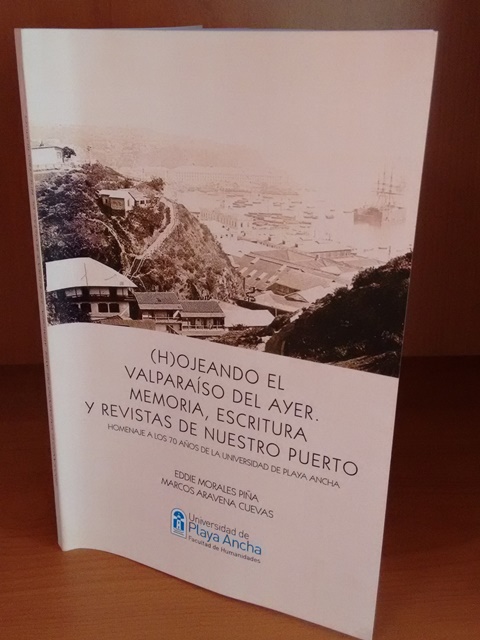 (H)OJEANDO EL
VALPARAÍSO DEL AYER.
MEMORIA, ESCRITURA
Y REVISTAS DE NUESTRO PUERTO
HOMENAJE A LOS 70 AÑOS DE LA UNIVERSIDAD DE PLAYA ANCHA
EDDIE MORALES PIÑA
MARCOS ARAVENA CUEVAS
Universidad de
Playa Ancha
Facultad de Humanidades